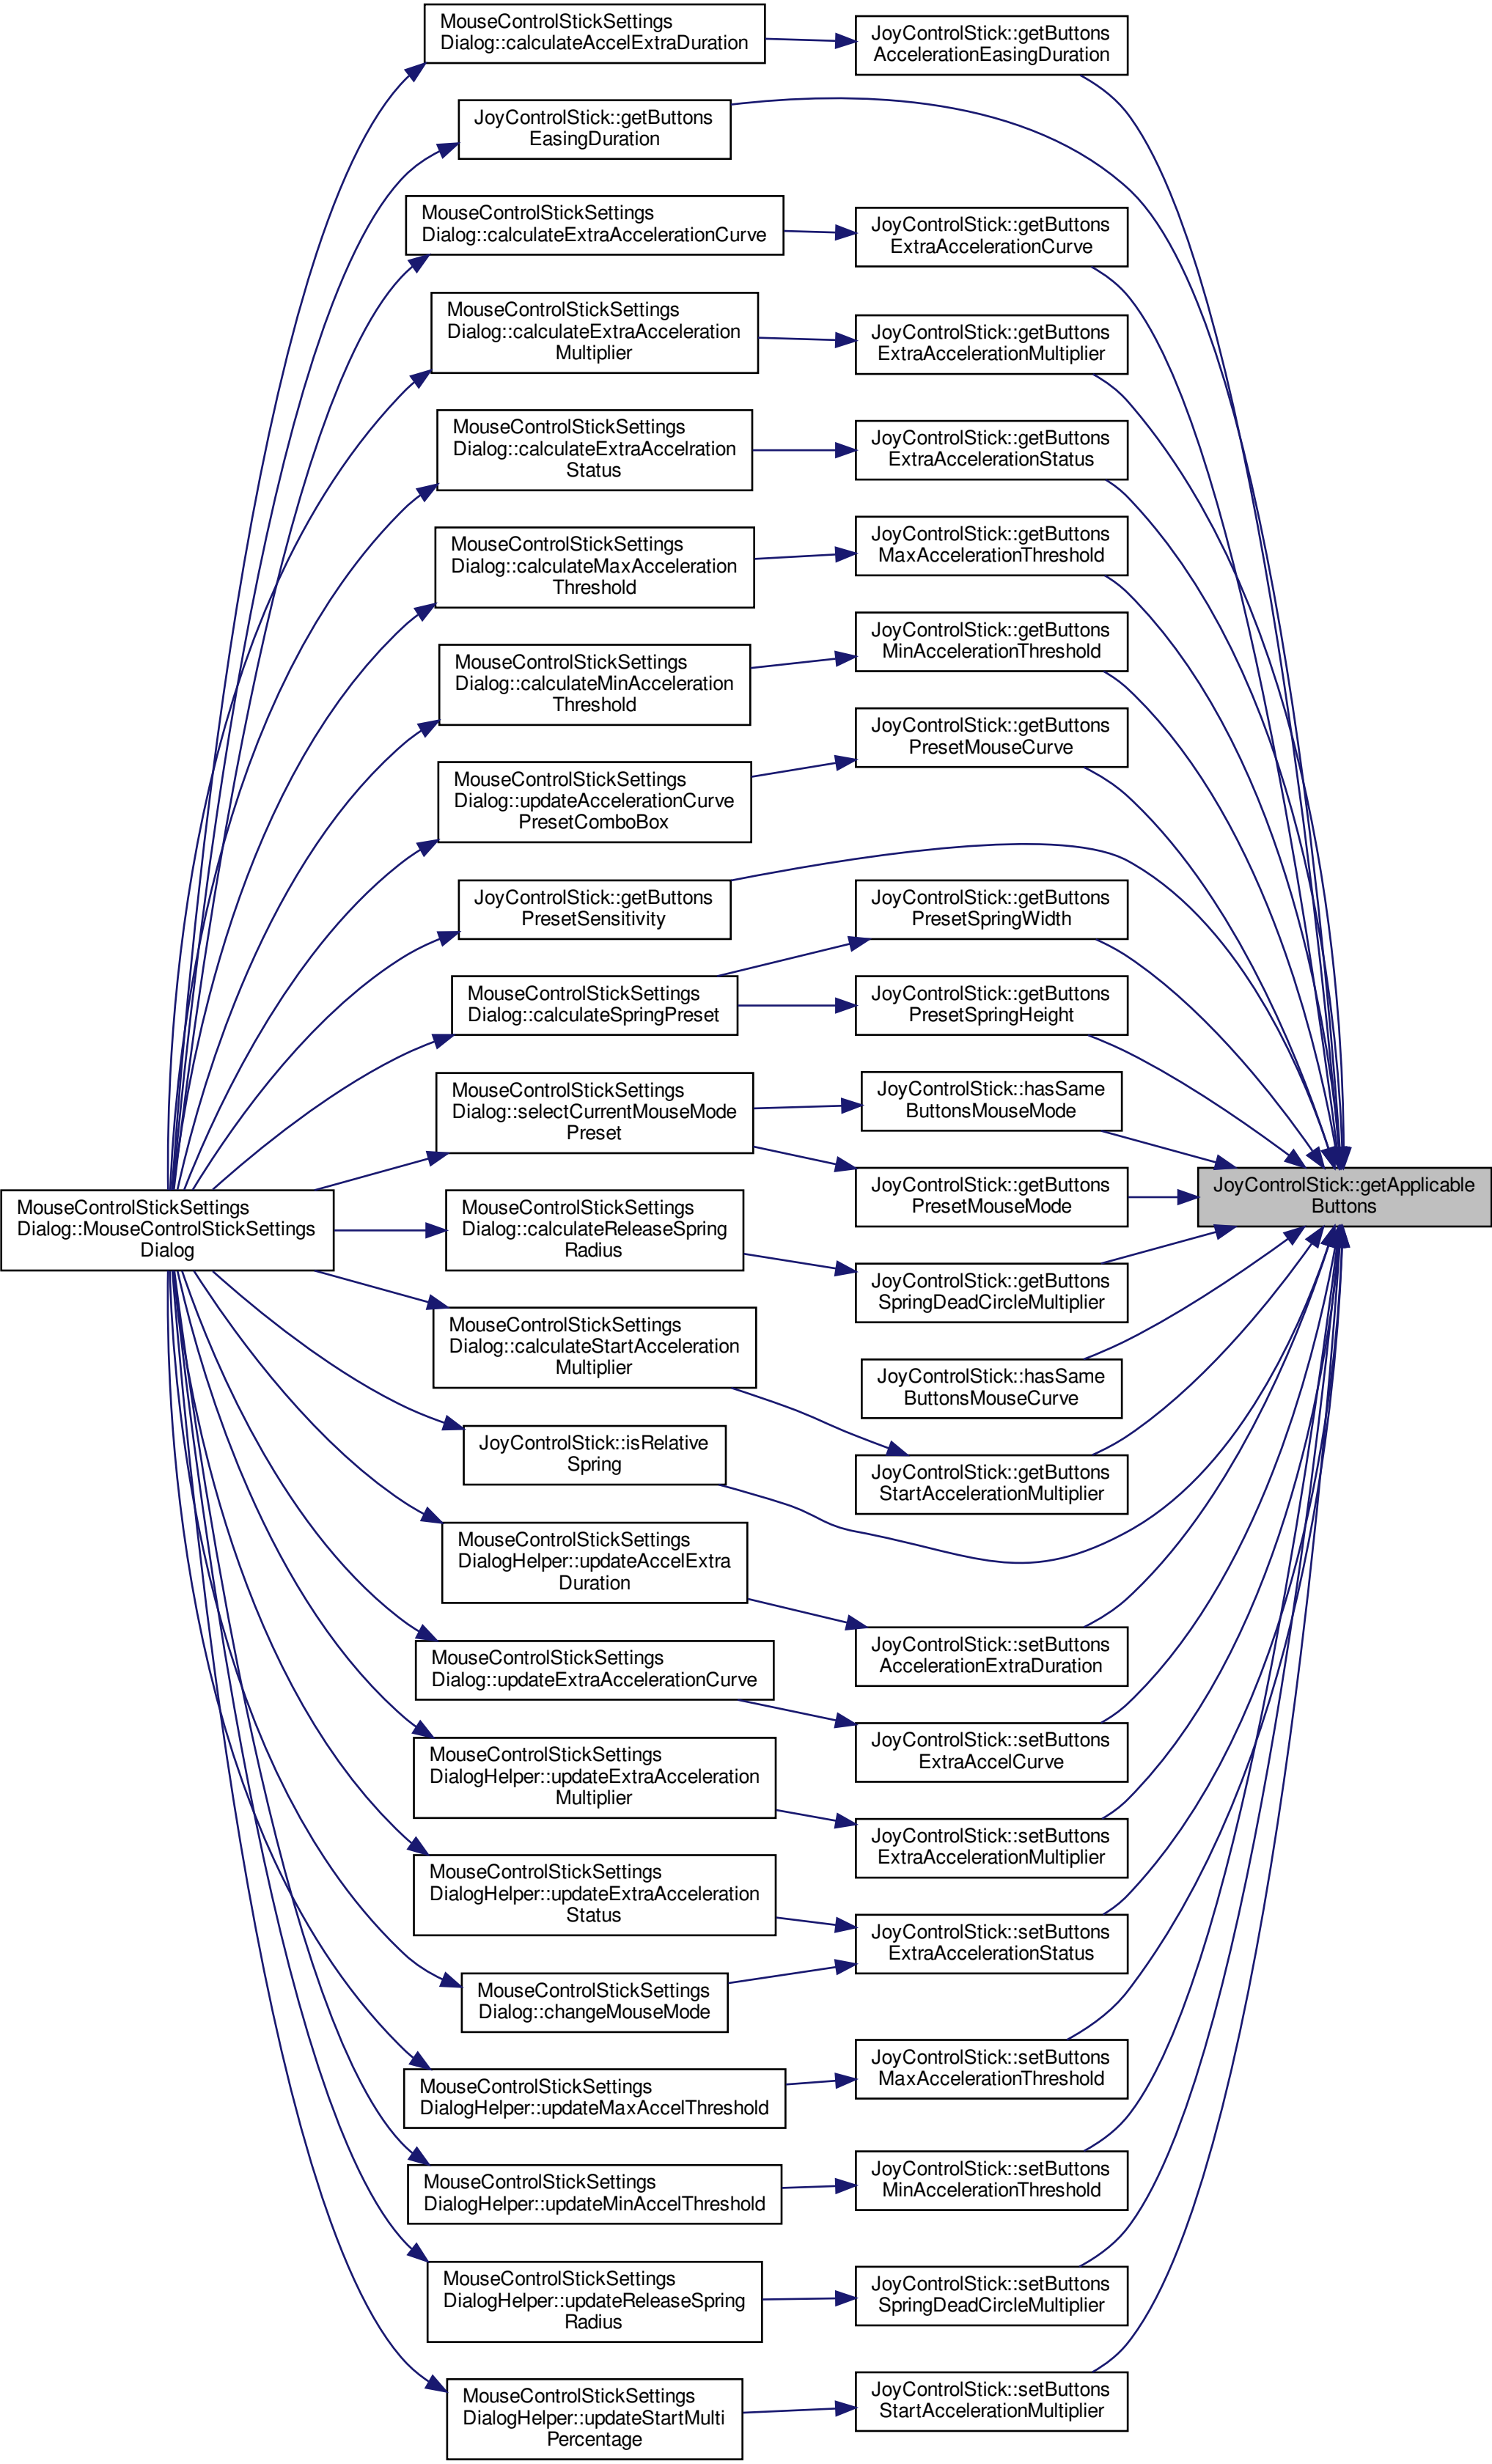 MouseControlStickSettings
Dialog::calculateAccelExtraDuration
JoyControlStick::getButtons
AccelerationEasingDuration
JoyControlStick::getButtons
EasingDuration
MouseControlStickSettings
Dialog::calculateExtraAccelerationCurve
JoyControlStick::getButtons
ExtraAccelerationCurve
MouseControlStickSettings
Dialog::calculateExtraAcceleration
Multiplier
JoyControlStick::getButtons
ExtraAccelerationMultiplier
MouseControlStickSettings
Dialog::calculateExtraAccelration
Status
JoyControlStick::getButtons
ExtraAccelerationStatus
MouseControlStickSettings
Dialog::calculateMaxAcceleration
Threshold
JoyControlStick::getButtons
MaxAccelerationThreshold
MouseControlStickSettings
Dialog::calculateMinAcceleration
Threshold
JoyControlStick::getButtons
MinAccelerationThreshold
MouseControlStickSettings
Dialog::updateAccelerationCurve
PresetComboBox
JoyControlStick::getButtons
PresetMouseCurve
JoyControlStick::getButtons
PresetSensitivity
JoyControlStick::getButtons
PresetSpringWidth
MouseControlStickSettings
Dialog::calculateSpringPreset
JoyControlStick::getButtons
PresetSpringHeight
MouseControlStickSettings
Dialog::selectCurrentMouseMode
Preset
JoyControlStick::hasSame
ButtonsMouseMode
JoyControlStick::getButtons
PresetMouseMode
JoyControlStick::getApplicable
Buttons
MouseControlStickSettings
Dialog::MouseControlStickSettings
Dialog
MouseControlStickSettings
Dialog::calculateReleaseSpring
Radius
JoyControlStick::getButtons
SpringDeadCircleMultiplier
MouseControlStickSettings
Dialog::calculateStartAcceleration
Multiplier
JoyControlStick::hasSame
ButtonsMouseCurve
JoyControlStick::isRelative
Spring
JoyControlStick::getButtons
StartAccelerationMultiplier
MouseControlStickSettings
DialogHelper::updateAccelExtra
Duration
JoyControlStick::setButtons
AccelerationExtraDuration
MouseControlStickSettings
Dialog::updateExtraAccelerationCurve
JoyControlStick::setButtons
ExtraAccelCurve
MouseControlStickSettings
DialogHelper::updateExtraAcceleration
Multiplier
JoyControlStick::setButtons
ExtraAccelerationMultiplier
MouseControlStickSettings
DialogHelper::updateExtraAcceleration
Status
JoyControlStick::setButtons
ExtraAccelerationStatus
MouseControlStickSettings
Dialog::changeMouseMode
JoyControlStick::setButtons
MaxAccelerationThreshold
MouseControlStickSettings
DialogHelper::updateMaxAccelThreshold
JoyControlStick::setButtons
MinAccelerationThreshold
MouseControlStickSettings
DialogHelper::updateMinAccelThreshold
MouseControlStickSettings
DialogHelper::updateReleaseSpring
Radius
JoyControlStick::setButtons
SpringDeadCircleMultiplier
MouseControlStickSettings
DialogHelper::updateStartMulti
Percentage
JoyControlStick::setButtons
StartAccelerationMultiplier